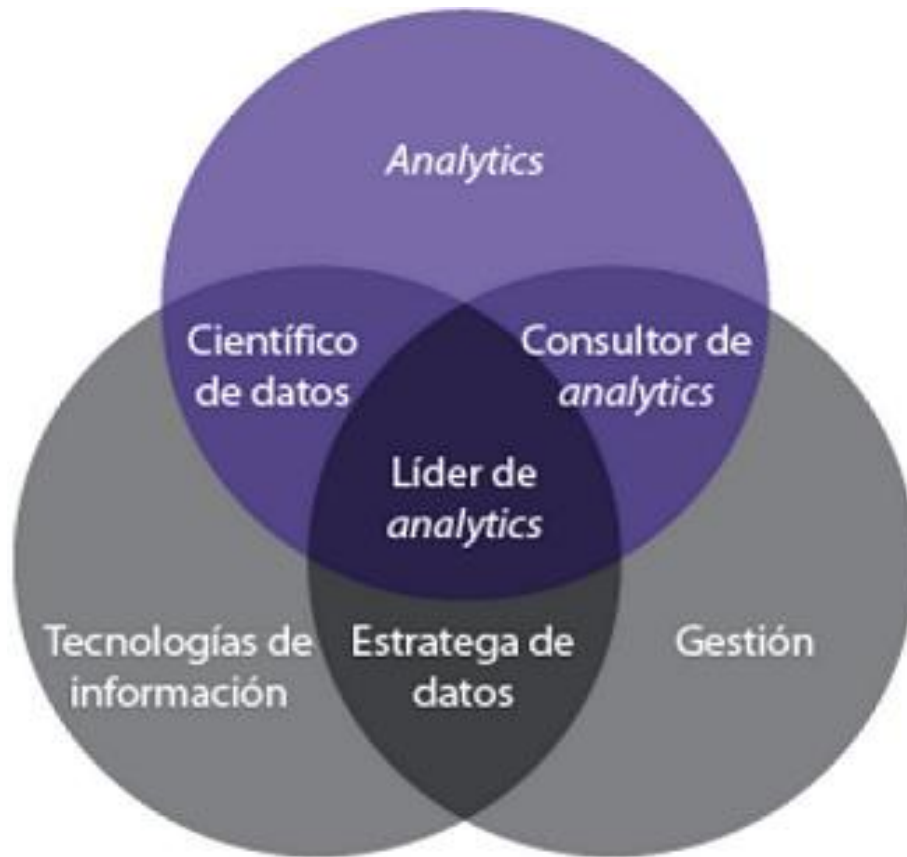 Analytics
Científico
de datos
Consultor de
analytics
Líder de
analytics
Tecnologías de
información
Estratega de
datos
Gestión